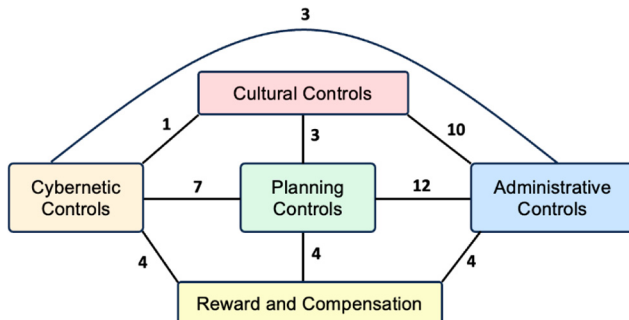 3
Cultural Controls
1
3
10
Cybernetic
Controls
7
Planning
Controls
12
Administrative
Controls
4
4
4
Reward and Compensation